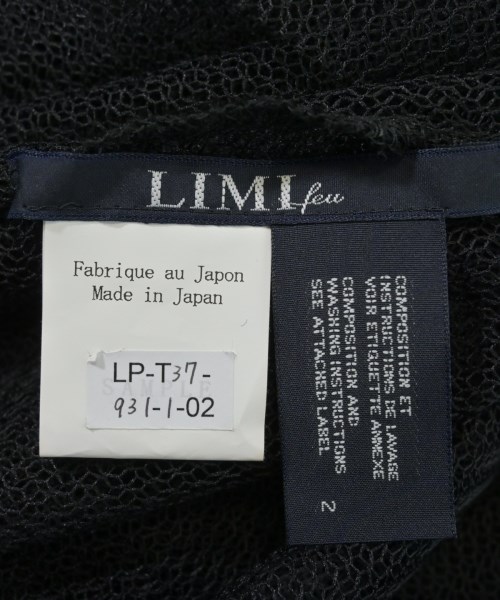 LIMI feu
Fabrique au Japon
Made in Japan
SAMPLE
LP-T37-
931-1-02
COMPOSITION ET
INSTRUCTIONS DE LAVAGE
VOIR ETIQUETTE ANNEXE
COMPOSITION AND
WASHING INSTRUCTIONS
SEE ATTACHED LABEL
2